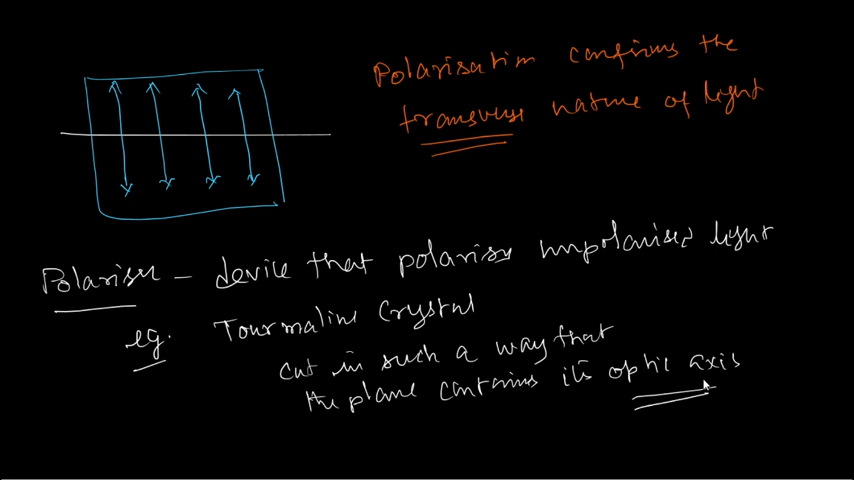 Polarisation confirms the
transverse nature of light
Polariser – device that polarises unpolarised light
eg. Tourmaline Crystal
cut in such a way that
the plane contains its optic axis